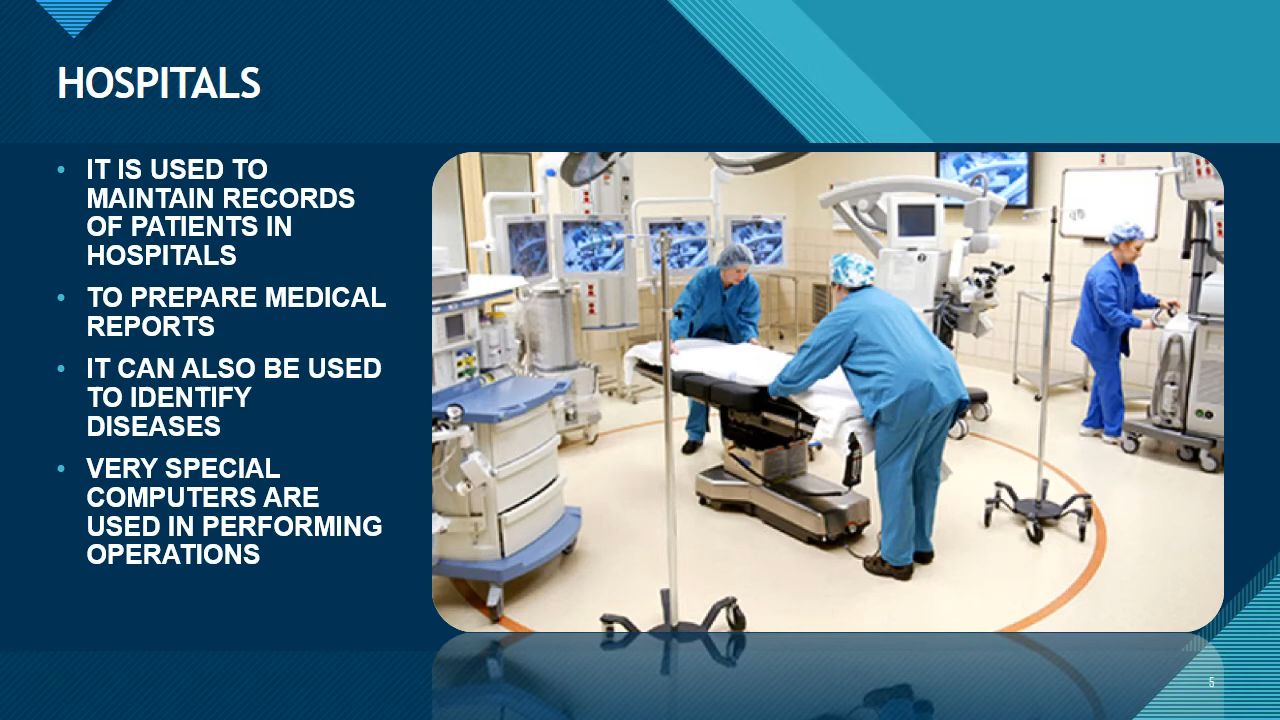 HOSPITALS
• IT IS USED TO
MAINTAIN RECORDS
OF PATIENTS IN
HOSPITALS
• TO PREPARE MEDICAL
REPORTS
• IT CAN ALSO BE USED
TO IDENTIFY
DISEASES
• VERY SPECIAL
COMPUTERS ARE
USED IN PERFORMING
OPERATIONS
5